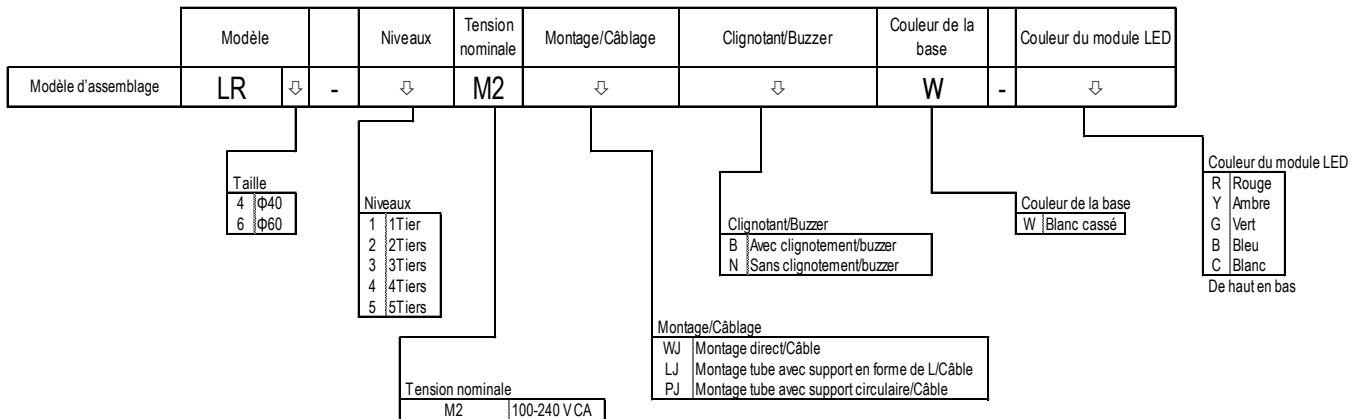 Modèle Niveaux Tension nominale Montage/Câblage Clignotant/Buzzer Couleur de la base Couleur du module LED
Modèle d'assemblage LR ⇩ - ⇩ M2 ⇩ ⇩ W - ⇩
Taille
4 Φ40
6 Φ60
Niveaux
1 1Tier
2 2Tiers
3 3Tiers
4 4Tiers
5 5Tiers
Tension nominale
M2 100-240 V CA
Montage/Câblage
WJ Montage direct/Câble
LJ Montage tube avec support en forme de L/Câble
PJ Montage tube avec support circulaire/Câble
Clignotant/Buzzer
B Avec clignotement/buzzer
N Sans clignotement/buzzer
Couleur de la base
W Blanc cassé
Couleur du module LED
R Rouge
Y Ambre
G Vert
B Bleu
C Blanc
De haut en bas